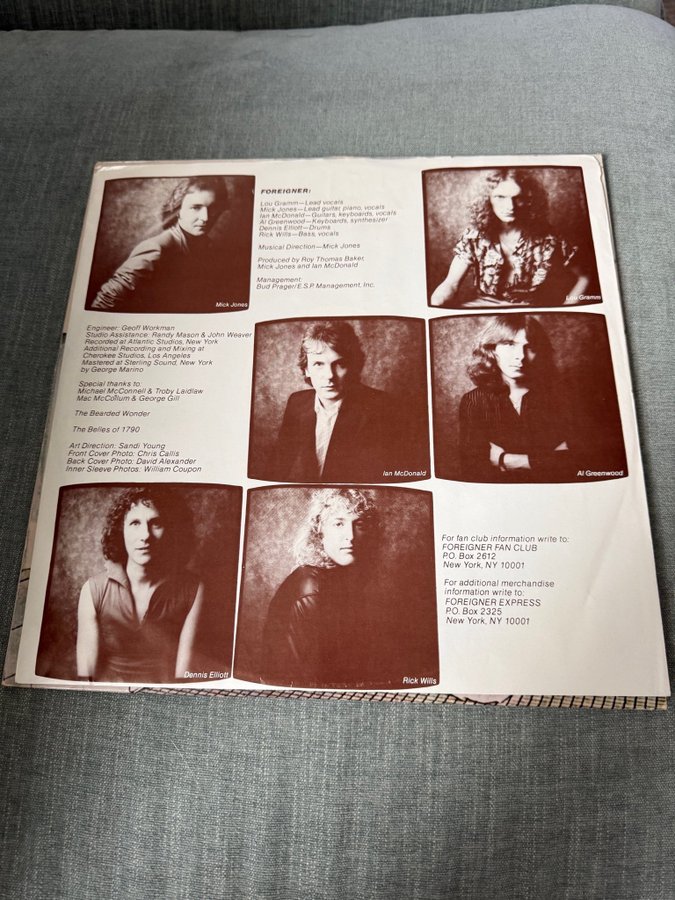 FOREIGNER:
Lou Gramm—Lead vocals
Mick Jones—Lead guitar, piano, vocals
Ian McDonald—Guitars, keyboards, vocals
Al Greenwood—Keyboards, synthesizer
Dennis Elliott—Drums
Rick Wills—Bass, vocals
Musical Direction—Mick Jones
Produced by Roy Thomas Baker,
Mick Jones and Ian McDonald
Management:
Bud Prager/E.S.P. Management, Inc.
Mick Jones
Lou Gramm
Engineer: Geoff Workman
Studio Assistance: Randy Mason & John Weaver
Recorded at Atlantic Studios, New York
Additional Recording and Mixing at
Cherokee Studios, Los Angeles
Mastered at Sterling Sound, New York
by George Marino
Special thanks to:
Michael McConnell & Troby Laidlaw
Mac McCollum & George Gill
The Bearded Wonder
The Belles of 1790
Art Direction: Sandi Young
Front Cover Photo: Chris Callis
Back Cover Photo: David Alexander
Inner Sleeve Photos: William Coupon
Ian McDonald
Al Greenwood
Dennis Elliott
Rick Wills
For fan club information write to:
FOREIGNER FAN CLUB
P.O. Box 2612
New York, NY 10001
For additional merchandise
information write to:
FOREIGNER EXPRESS
P.O. Box 2325
New York, NY 10001